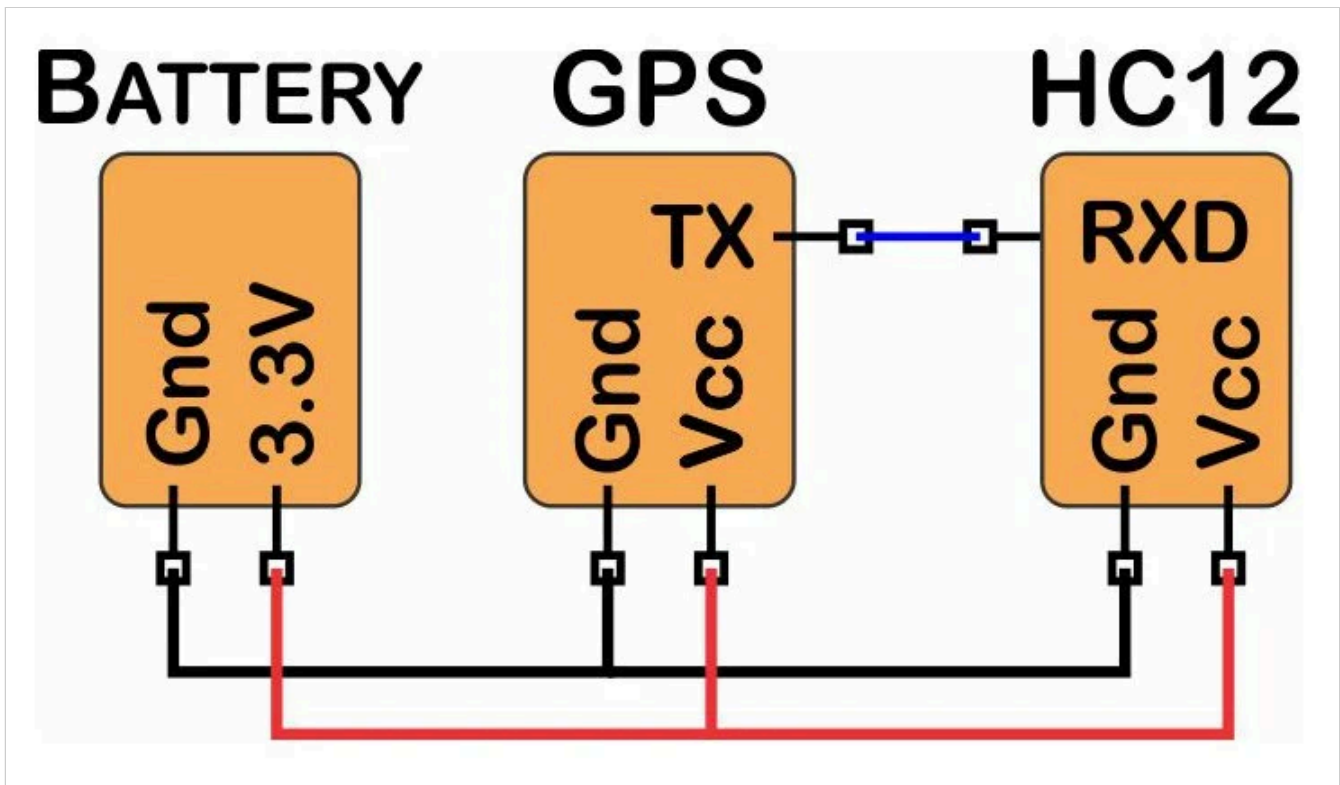 BATTERY GPS HC12
TX RXD
Gnd 3.3V Gnd Vcc Gnd Vcc